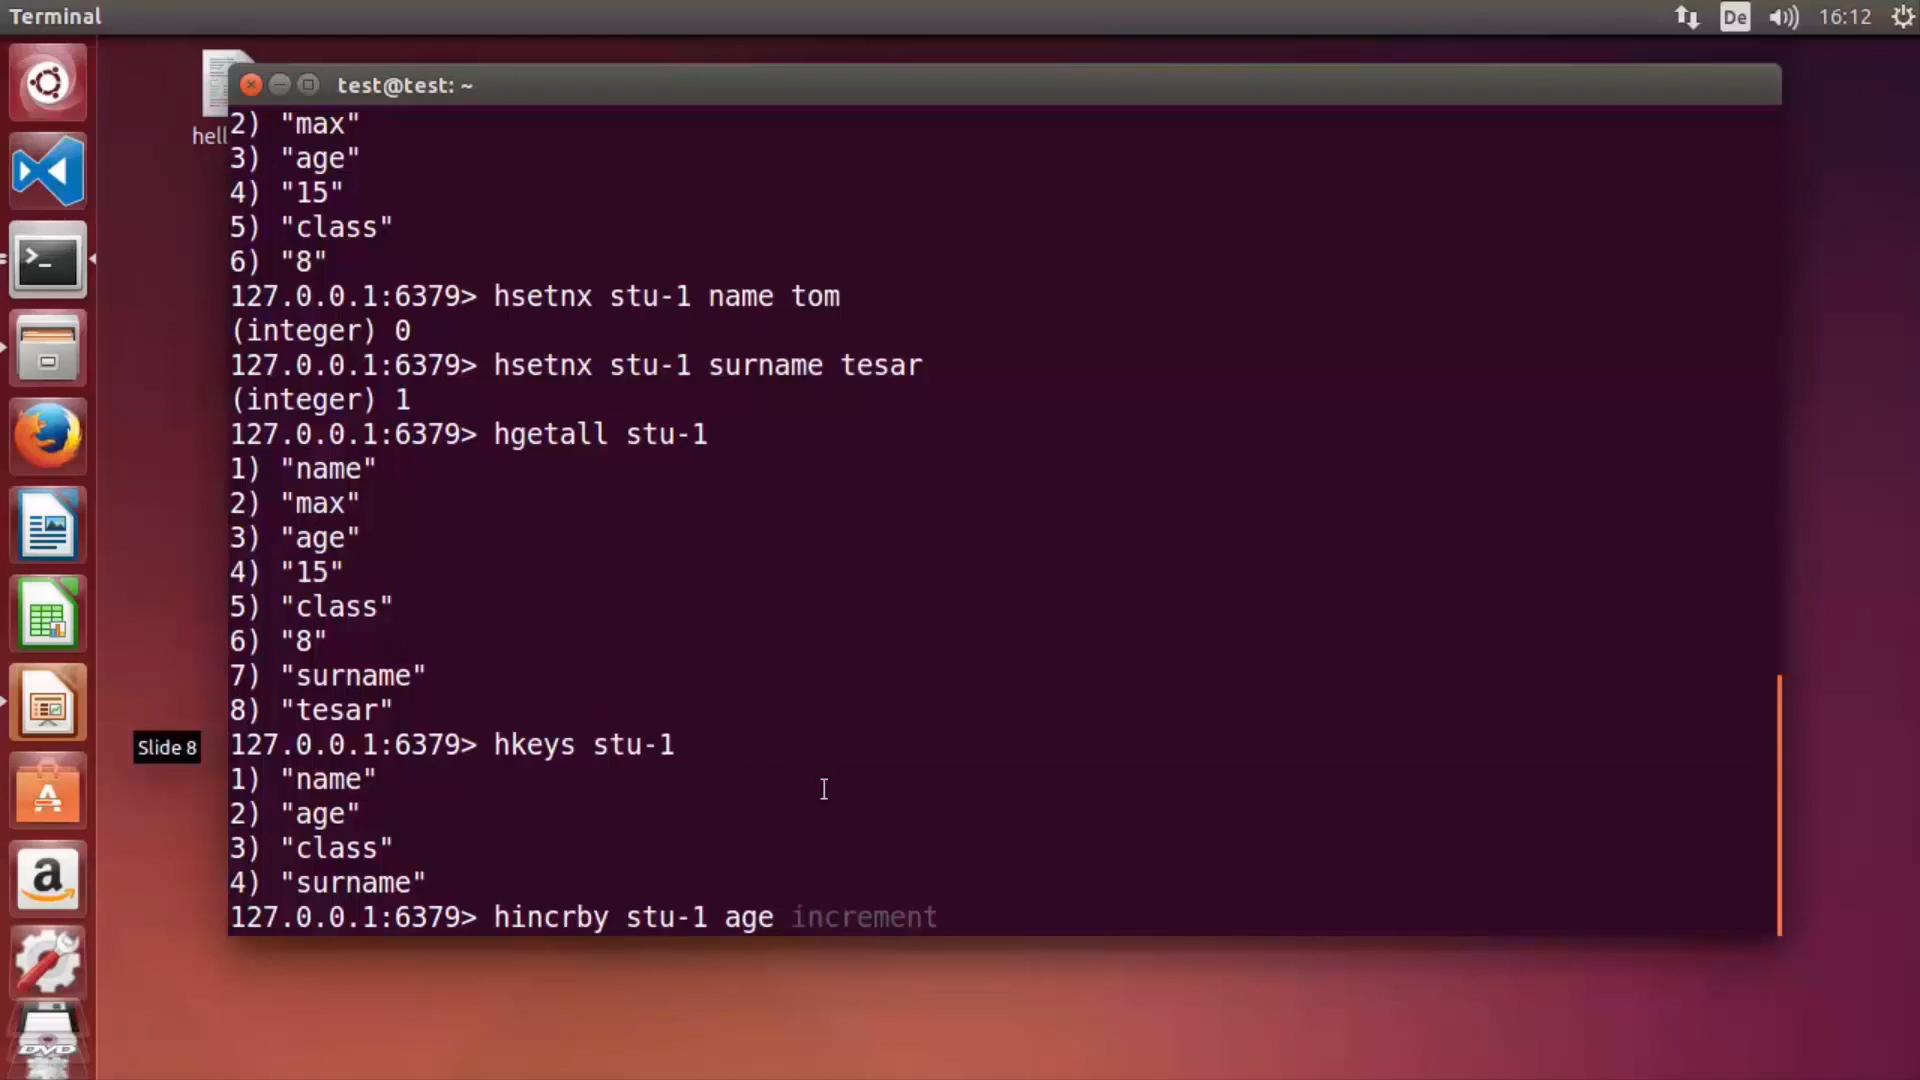 Terminal
De
16:12
test@test: ~
hell
2) "max"
3) "age"
4) "15"
5) "class"
6) "8"
127.0.0.1:6379> hsetnx stu-1 name tom
(integer) 0
127.0.0.1:6379> hsetnx stu-1 surname tesar
(integer) 1
127.0.0.1:6379> hgetall stu-1
1) "name"
2) "max"
3) "age"
4) "15"
5) "class"
6) "8"
7) "surname"
8) "tesar"
Slide 8
127.0.0.1:6379> hkeys stu-1
1) "name"
2) "age"
3) "class"
4) "surname"
127.0.0.1:6379> hincrby stu-1 age increment
DVD